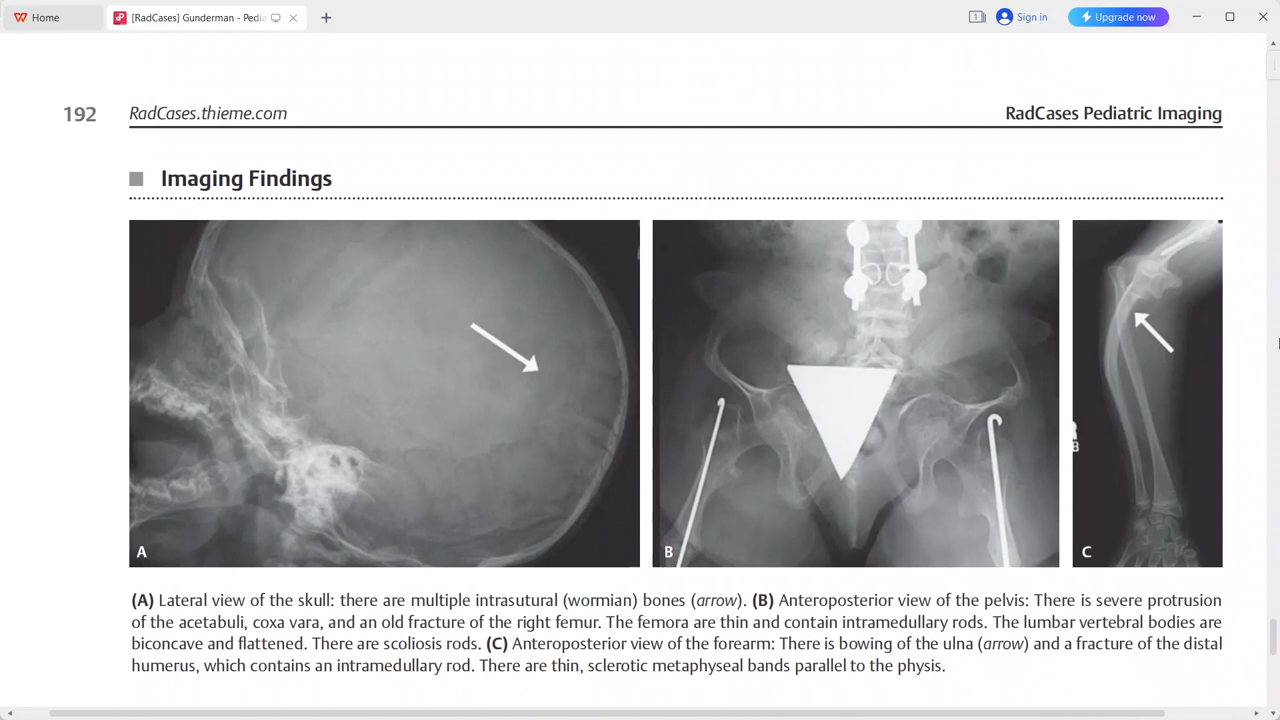 Home
[RadCases] Gunderman - Pedia
1
Sign in
Upgrade now
192
RadCases.thieme.com
RadCases Pediatric Imaging
Imaging Findings
A
B
C
(A) Lateral view of the skull: there are multiple intrasutural (wormian) bones (arrow). (B) Anteroposterior view of the pelvis: There is severe protrusion
of the acetabuli, coxa vara, and an old fracture of the right femur. The femora are thin and contain intramedullary rods. The lumbar vertebral bodies are
biconcave and flattened. There are scoliosis rods. (C) Anteroposterior view of the forearm: There is bowing of the ulna (arrow) and a fracture of the distal
humerus, which contains an intramedullary rod. There are thin, sclerotic metaphyseal bands parallel to the physis.